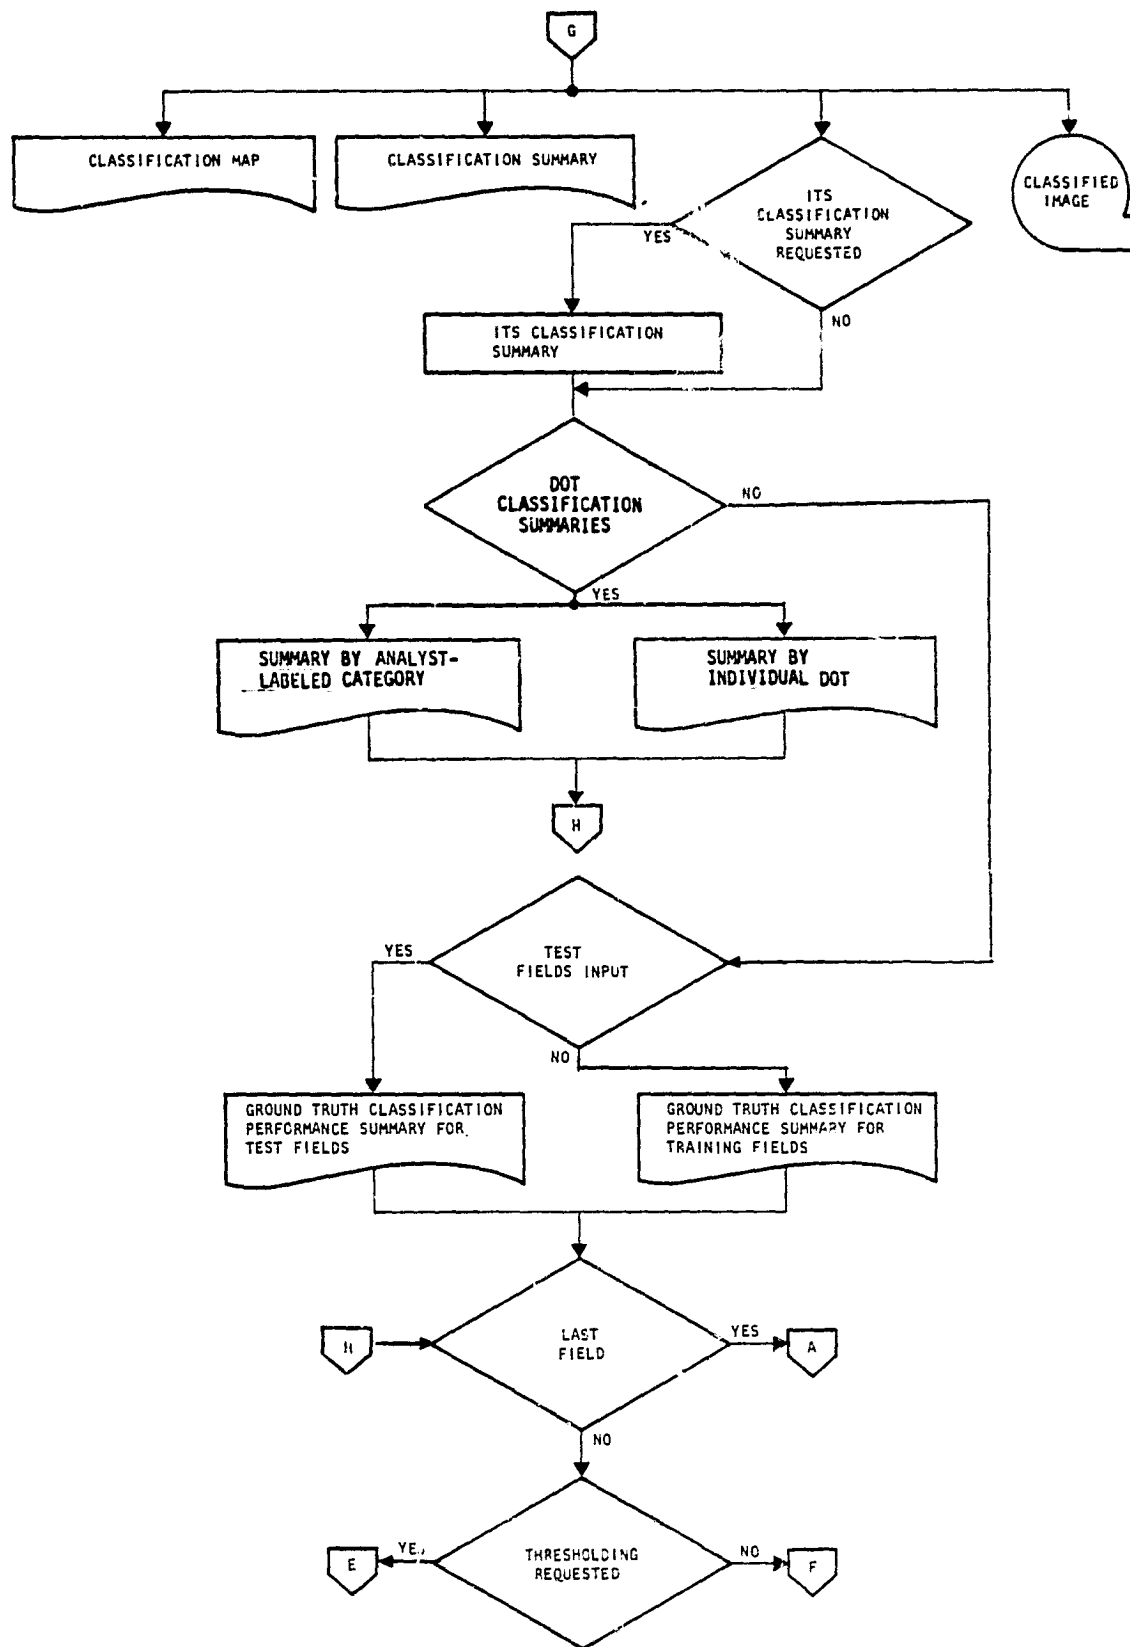 G
CLASSIFICATION MAP
CLASSIFICATION SUMMARY
ITS
CLASSIFICATION
SUMMARY
REQUESTED
CLASSIFIED
IMAGE
YES
NO
ITS CLASSIFICATION
SUMMARY
DOT
CLASSIFICATION
SUMMARIES
NO
YES
SUMMARY BY ANALYST-
LABELED CATEGORY
SUMMARY BY
INDIVIDUAL DOT
H
TEST
FIELDS INPUT
YES
NO
GROUND TRUTH CLASSIFICATION
PERFORMANCE SUMMARY FOR
TEST FIELDS
GROUND TRUTH CLASSIFICATION
PERFORMANCE SUMMARY FOR
TRAINING FIELDS
H
LAST
FIELD
YES
A
NO
E
YES
THRESHOLDING
REQUESTED
NO
F